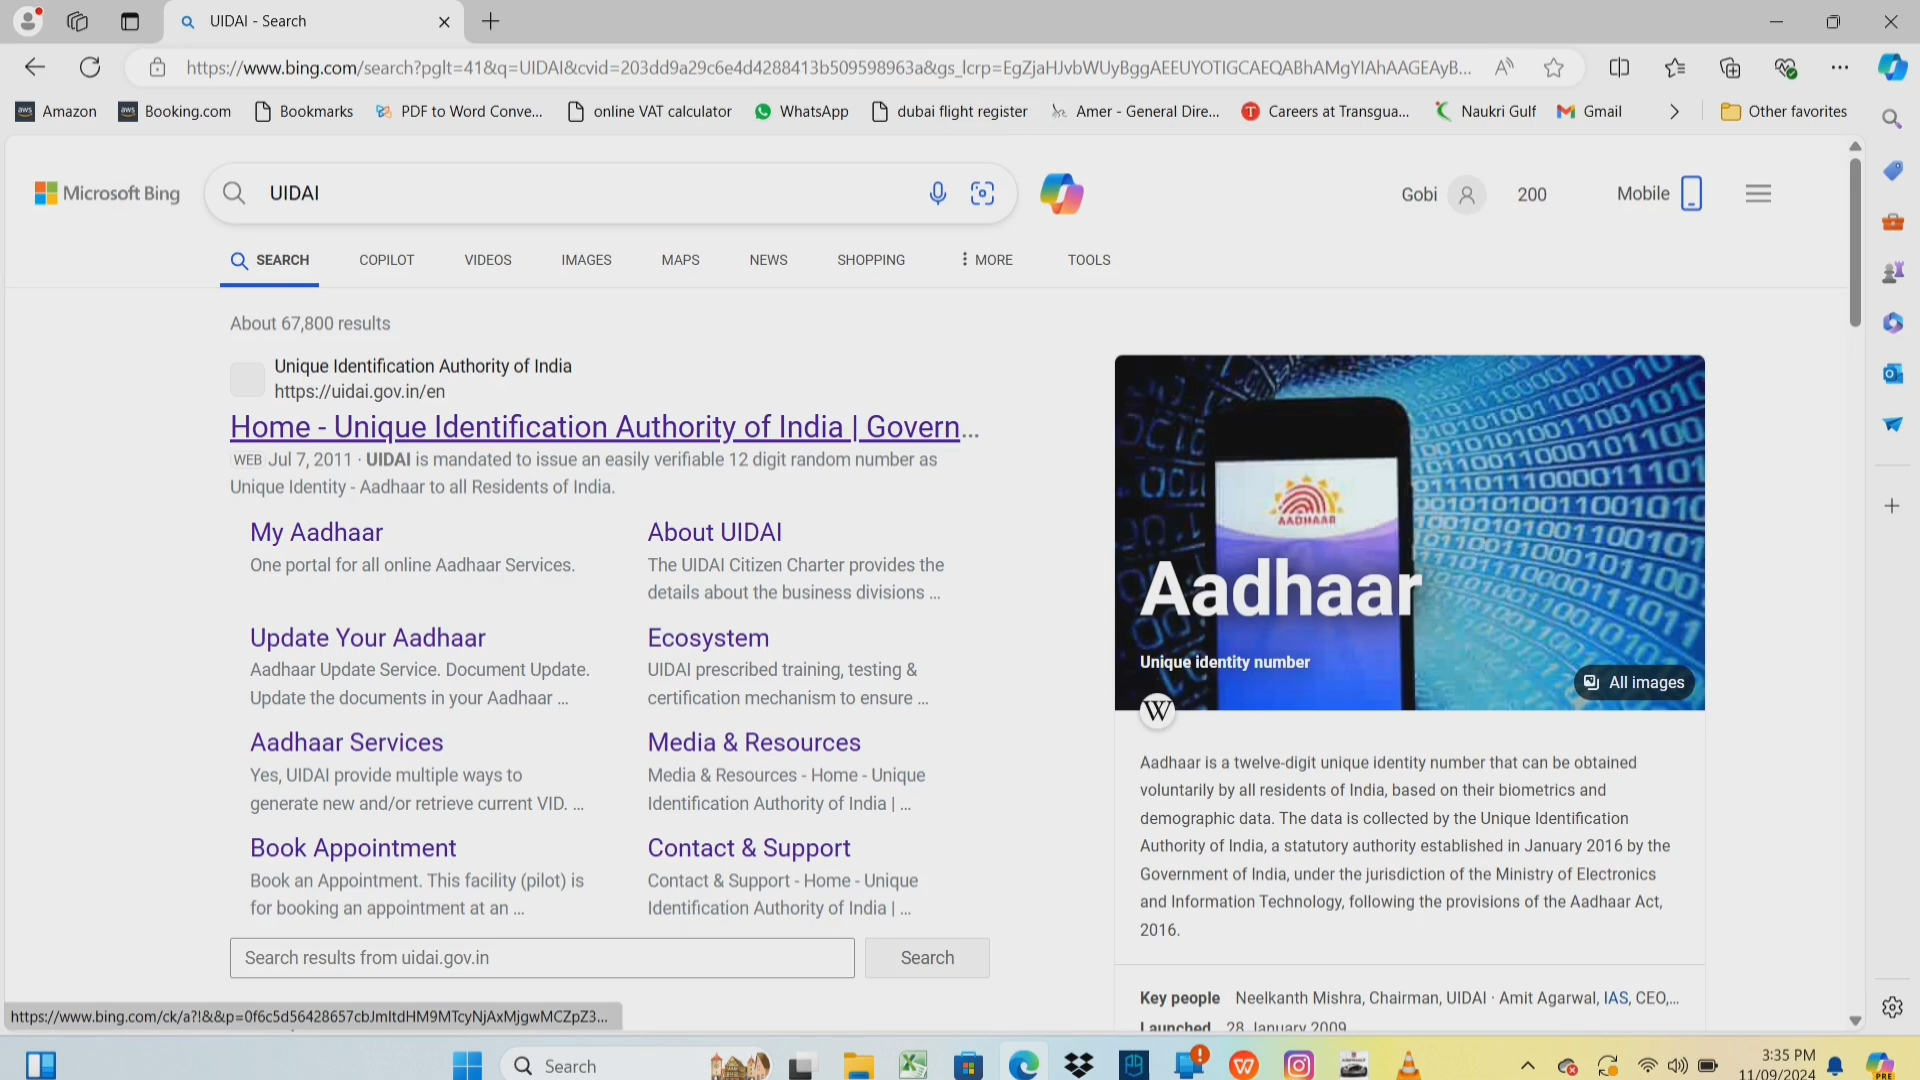 UIDAI - Search
https://www.bing.com/search?pglt=41&q=UIDAI&cvid=203dd9a29c6e4d4288413b509598963a&gs_lcrp=EgZjaHJvbWUyBggAEEUYOTIGCAEQABhAMgYIAhAAGEAyB...
Amazon Booking.com Bookmarks PDF to Word Conve... online VAT calculator WhatsApp dubai flight register Amer - General Dire... Careers at Transgua... Naukri Gulf Gmail Other favorites
Microsoft Bing UIDAI Gobi 200 Mobile
SEARCH COPILOT VIDEOS IMAGES MAPS NEWS SHOPPING MORE TOOLS
About 67,800 results
Unique Identification Authority of India
https://uidai.gov.in/en
Home - Unique Identification Authority of India | Govern...
WEB Jul 7, 2011 · UIDAI is mandated to issue an easily verifiable 12 digit random number as
Unique Identity - Aadhaar to all Residents of India.
My Aadhaar
One portal for all online Aadhaar Services.
About UIDAI
The UIDAI Citizen Charter provides the
details about the business divisions ...
Update Your Aadhaar
Aadhaar Update Service. Document Update.
Update the documents in your Aadhaar ...
Ecosystem
UIDAI prescribed training, testing &
certification mechanism to ensure ...
Aadhaar Services
Yes, UIDAI provide multiple ways to
generate new and/or retrieve current VID. ...
Media & Resources
Media & Resources - Home - Unique
Identification Authority of India | ...
Book Appointment
Book an Appointment. This facility (pilot) is
for booking an appointment at an ...
Contact & Support
Contact & Support - Home - Unique
Identification Authority of India | ...
Search results from uidai.gov.in Search
AADHAAR
Aadhaar
Unique identity number
All images
W
Aadhaar is a twelve-digit unique identity number that can be obtained
voluntarily by all residents of India, based on their biometrics and
demographic data. The data is collected by the Unique Identification
Authority of India, a statutory authority established in January 2016 by the
Government of India, under the jurisdiction of the Ministry of Electronics
and Information Technology, following the provisions of the Aadhaar Act,
2016.
Key people Neelkanth Mishra, Chairman, UIDAI · Amit Agarwal, IAS, CEO,...
Launched 28 January 2009
https://www.bing.com/ck/a?!&&p=0f6c5d56428657cbJmltdHM9MTcyNjAxMjgwMCZpZ3...
Search
3:35 PM
11/09/2024